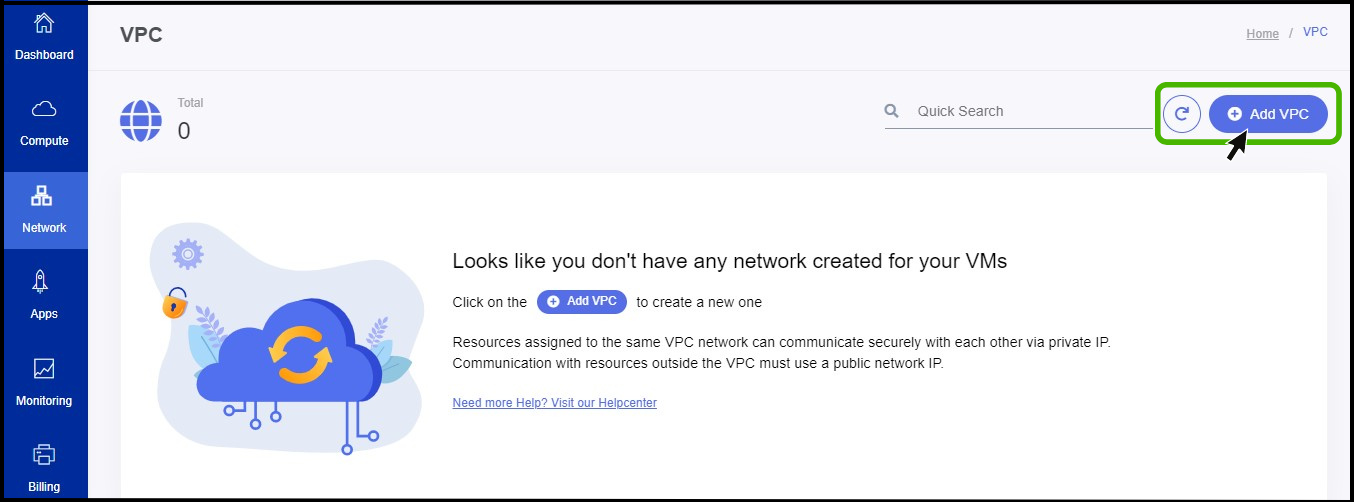 Dashboard
Compute
Network
Apps
Monitoring
Billing
VPC
Home / VPC
Total
0
Quick Search
Add VPC
Looks like you don't have any network created for your VMs
Click on the Add VPC to create a new one
Resources assigned to the same VPC network can communicate securely with each other via private IP.
Communication with resources outside the VPC must use a public network IP.
Need more Help? Visit our Helpcenter